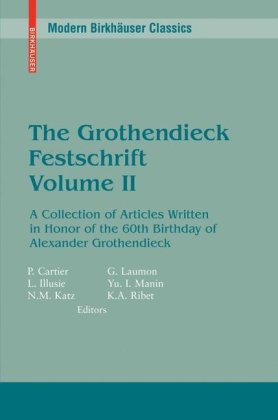 BIRKHÄUSER
Modern Birkhäuser Classics
The Grothendieck
Festschrift
Volume II
A Collection of Articles Written
in Honor of the 60th Birthday of
Alexander Grothendieck
P. Cartier
L. Illusie
N.M. Katz
G. Laumon
Yu. I. Manin
K.A. Ribet
Editors